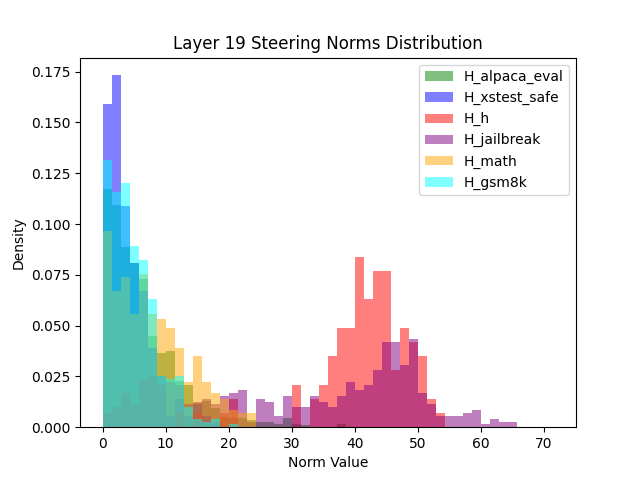 Layer 19 Steering Norms Distribution
H_alpaca_eval
H_xstest_safe
H_h
H_jailbreak
H_math
H_gsm8k
Density
0.175
0.150
0.125
0.100
0.075
0.050
0.025
0.000
0 10 20 30 40 50 60 70
Norm Value